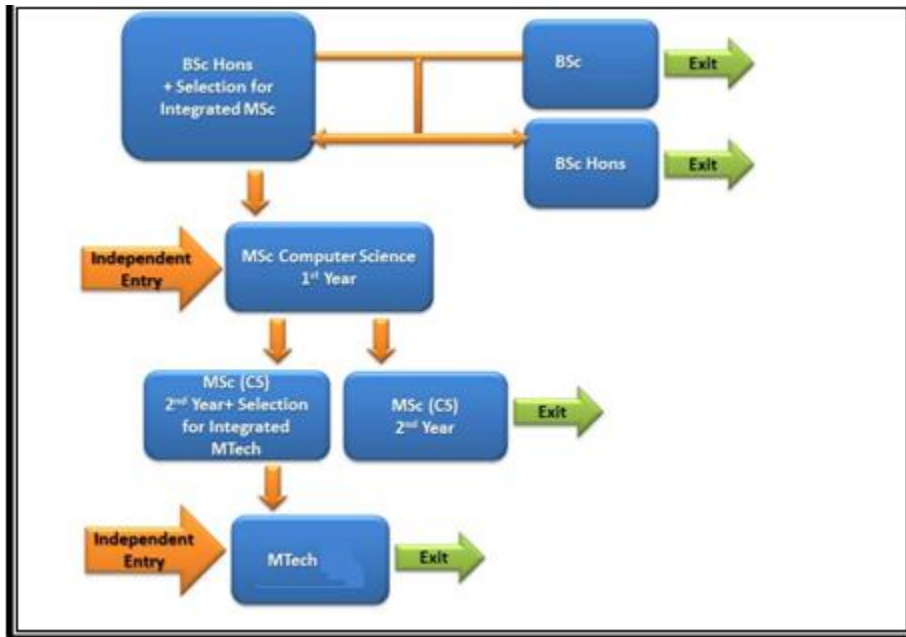 BSc Hons
+ Selection for
Integrated MSc
BSc
Exit
BSc Hons
Exit
Independent
Entry
MSc Computer Science
1st Year
MSc (CS)
2nd Year+ Selection
for Integrated
MTech
MSc (CS)
2nd Year
Exit
Independent
Entry
MTech
Exit